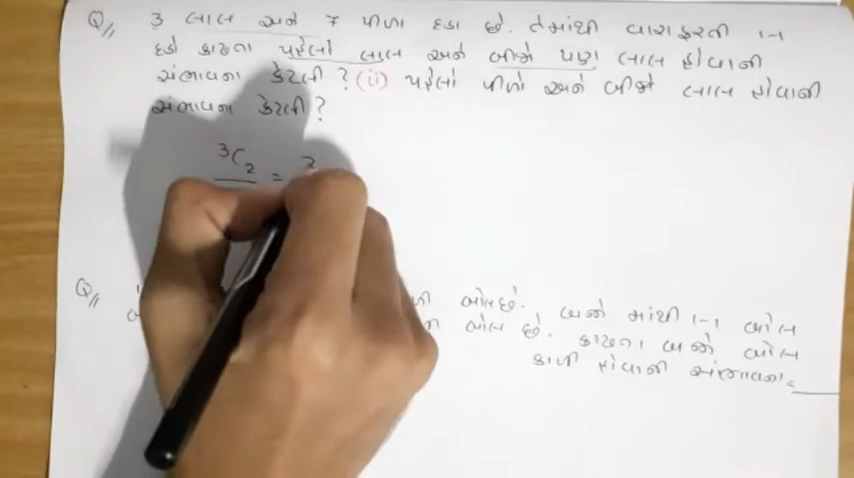 Q// 3 લાલ અને 7 પીળા દડા છે. તેમાંથી વારાફરતી 1-1
દડો કાઢતા પહેલો લાલ અને બીજો પણ લાલ હોવાની
સંભાવના કેટલી? (ii) પહેલો પીળો અને બીજો લાલ હોવાની
સંભાવના કેટલી?
³C₂ =
Q// બોલ છે. બન્ને માંથી 1-1 બોલ
બોલ છે. કાઢતા બન્ને બોલ
કાળી હોવાની સંભાવના =